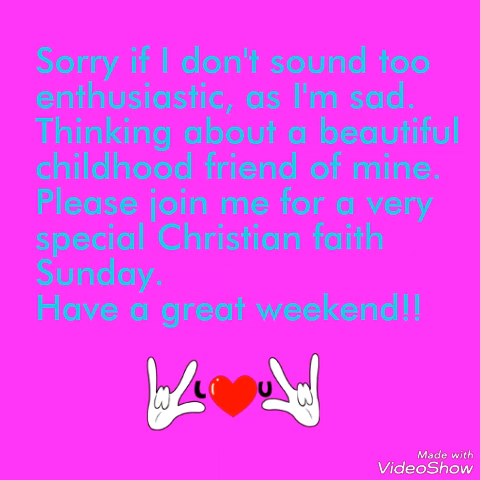 Sorry if I don't sound too
enthusiastic, as I'm sad.
Thinking about a beautiful
childhood friend of mine.
Please join me for a very
special Christian faith
Sunday.
Have a great weekend!!
L U
Made with
VideoShow